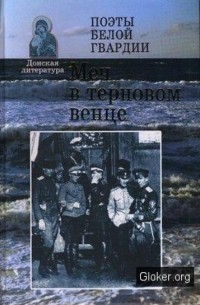 ПОЭТЫ
БЕЛОЙ
ГВАРДИИ
Донская
литература
Меч
в терновом
венце
Gloker.org